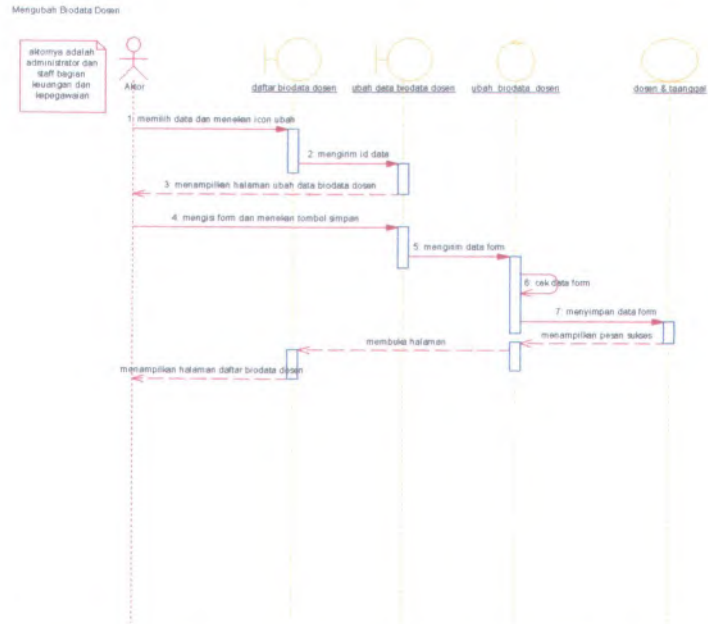 Mengubah Biodata Dosen
aktornya adalah
administrator dan
staff bagian
keuangan dan
kepegawaian
Aktor
daftar biodata dosen
ubah data biodata dosen
ubah biodata dosen
dosen & taanggal
1: memilih data dan menekan icon ubah
2: mengirim id data
3: menampilkan halaman ubah data biodata dosen
4: mengisi form dan menekan tombol simpan
5: mengirim data form
6: cek data form
7: menyimpan data form
menampilkan pesan sukses
membuka halaman
menampilkan halaman daftar biodata dosen